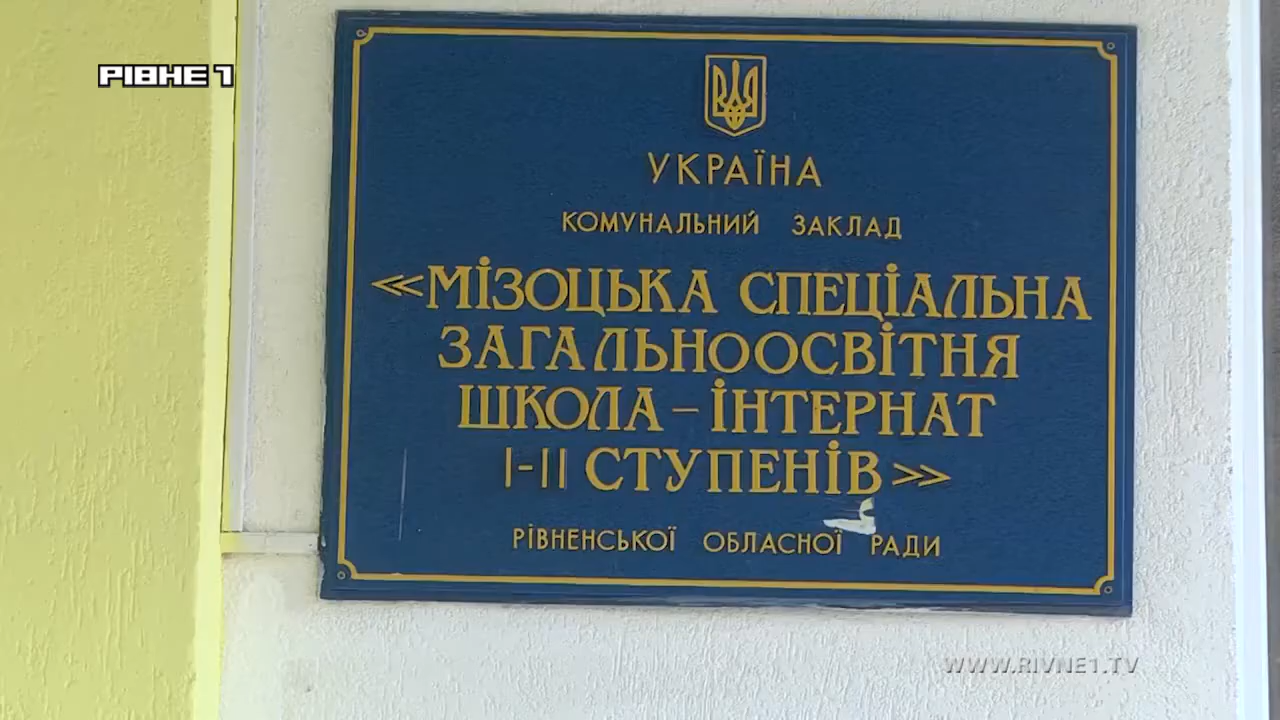 РІВНЕ 1
УКРАЇНА
КОМУНАЛЬНИЙ ЗАКЛАД
«МІЗОЦЬКА СПЕЦІАЛЬНА
ЗАГАЛЬНООСВІТНЯ
ШКОЛА – ІНТЕРНАТ
І-ІІ СТУПЕНІВ»
РІВНЕНСЬКОЇ ОБЛАСНОЇ РАДИ
WWW.RIVNE1.TV